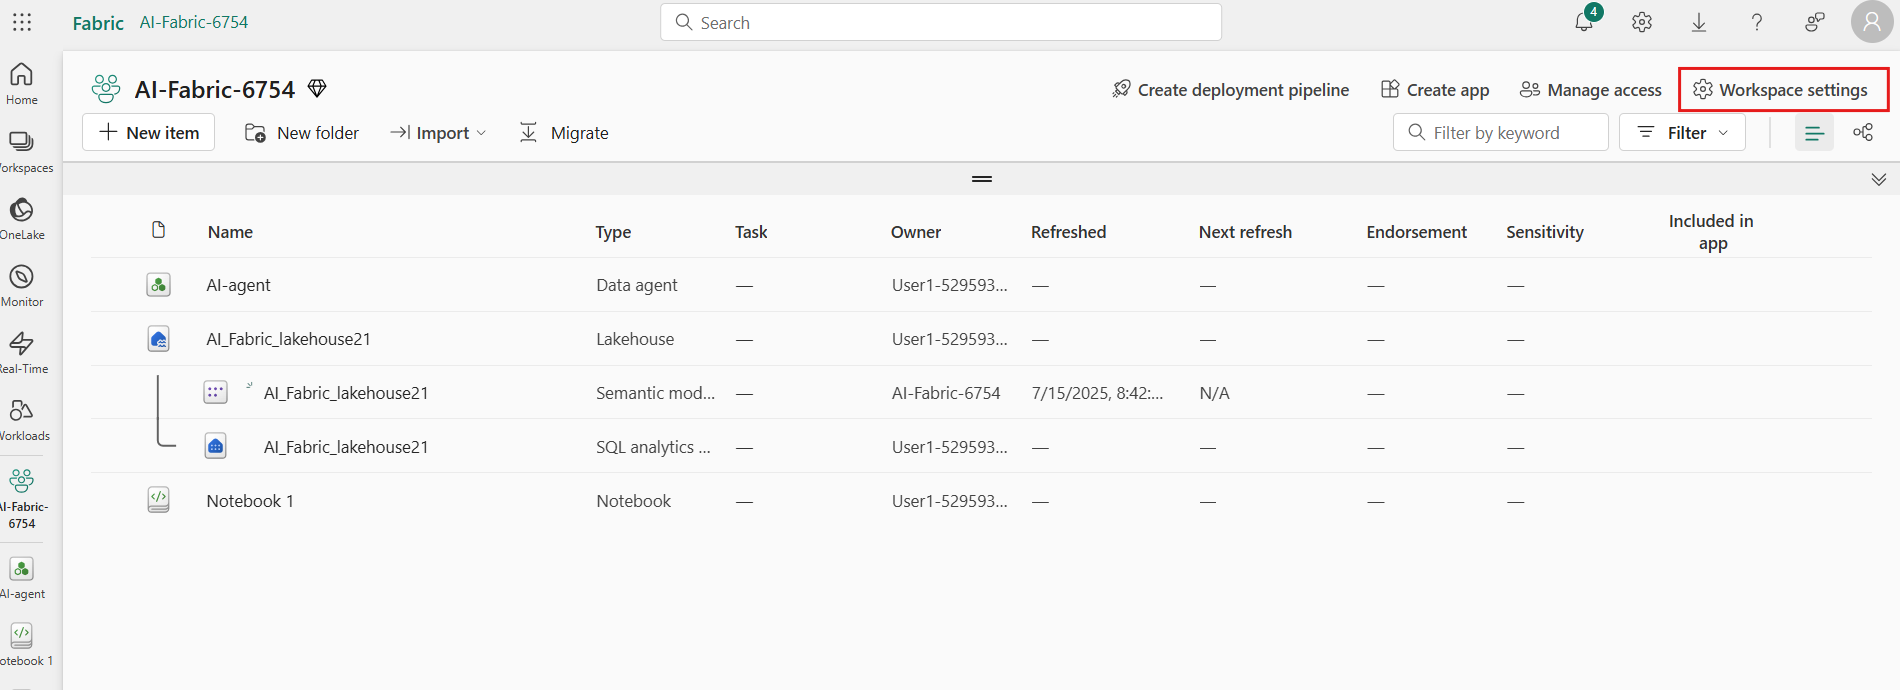 Fabric AI-Fabric-6754 Search 4
Home
orkspaces
OneLake
Monitor
Real-Time
Workloads
AI-Fabric-
6754
AI-agent
otebook 1
AI-Fabric-6754 Create deployment pipeline Create app Manage access Workspace settings
New item New folder Import Migrate Filter by keyword Filter
Name Type Task Owner Refreshed Next refresh Endorsement Sensitivity Included in
app
AI-agent Data agent — User1-529593... — — — —
AI_Fabric_lakehouse21 Lakehouse — User1-529593... — — — —
AI_Fabric_lakehouse21 Semantic mod... — AI-Fabric-6754 7/15/2025, 8:42:... N/A — —
AI_Fabric_lakehouse21 SQL analytics ... — User1-529593... — — — —
Notebook 1 Notebook — User1-529593... — — — —